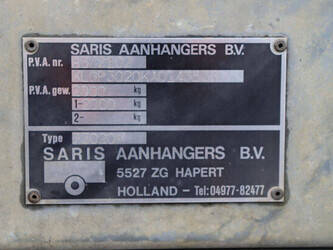 SARIS AANHANGERS B.V.
P.V.A. nr.
P.V.A. gew. kg
1- kg
2- kg
Type
SARIS AANHANGERS B.V.
5527 ZG HAPERT
HOLLAND - Tel: 04977-82477